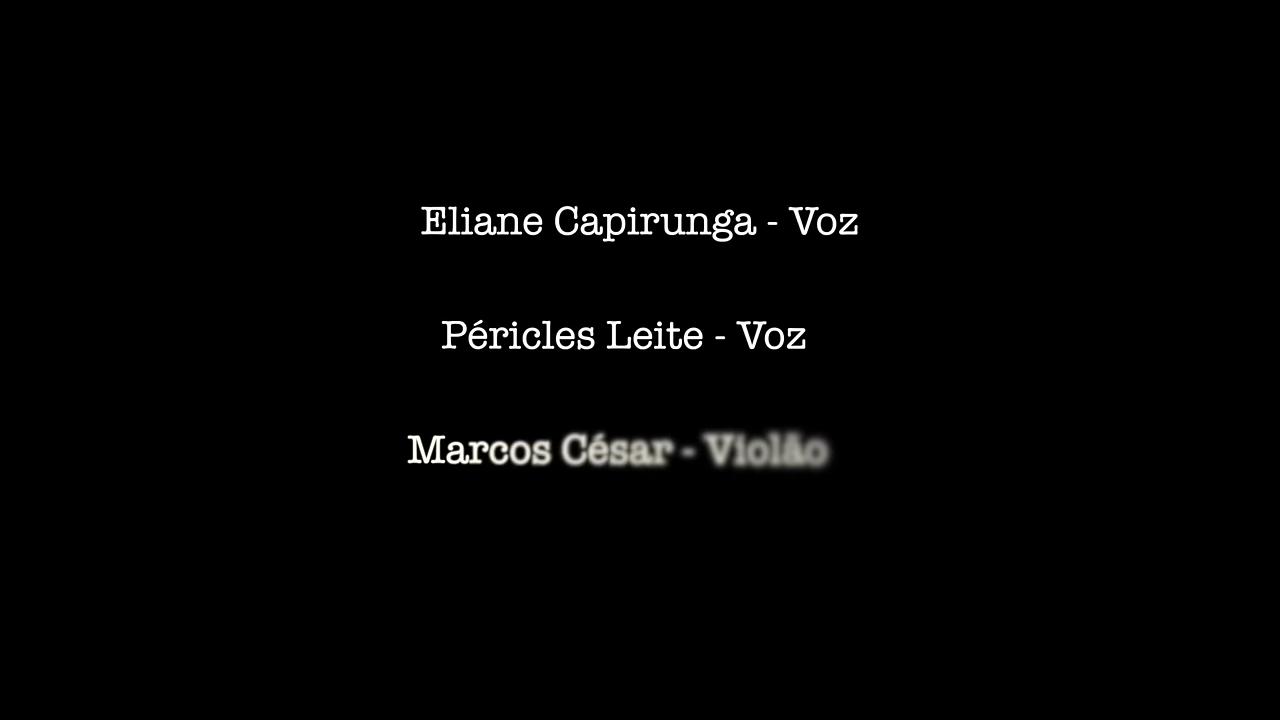 Eliane Capirunga - Voz
Péricles Leite - Voz
Marcos César - Violão